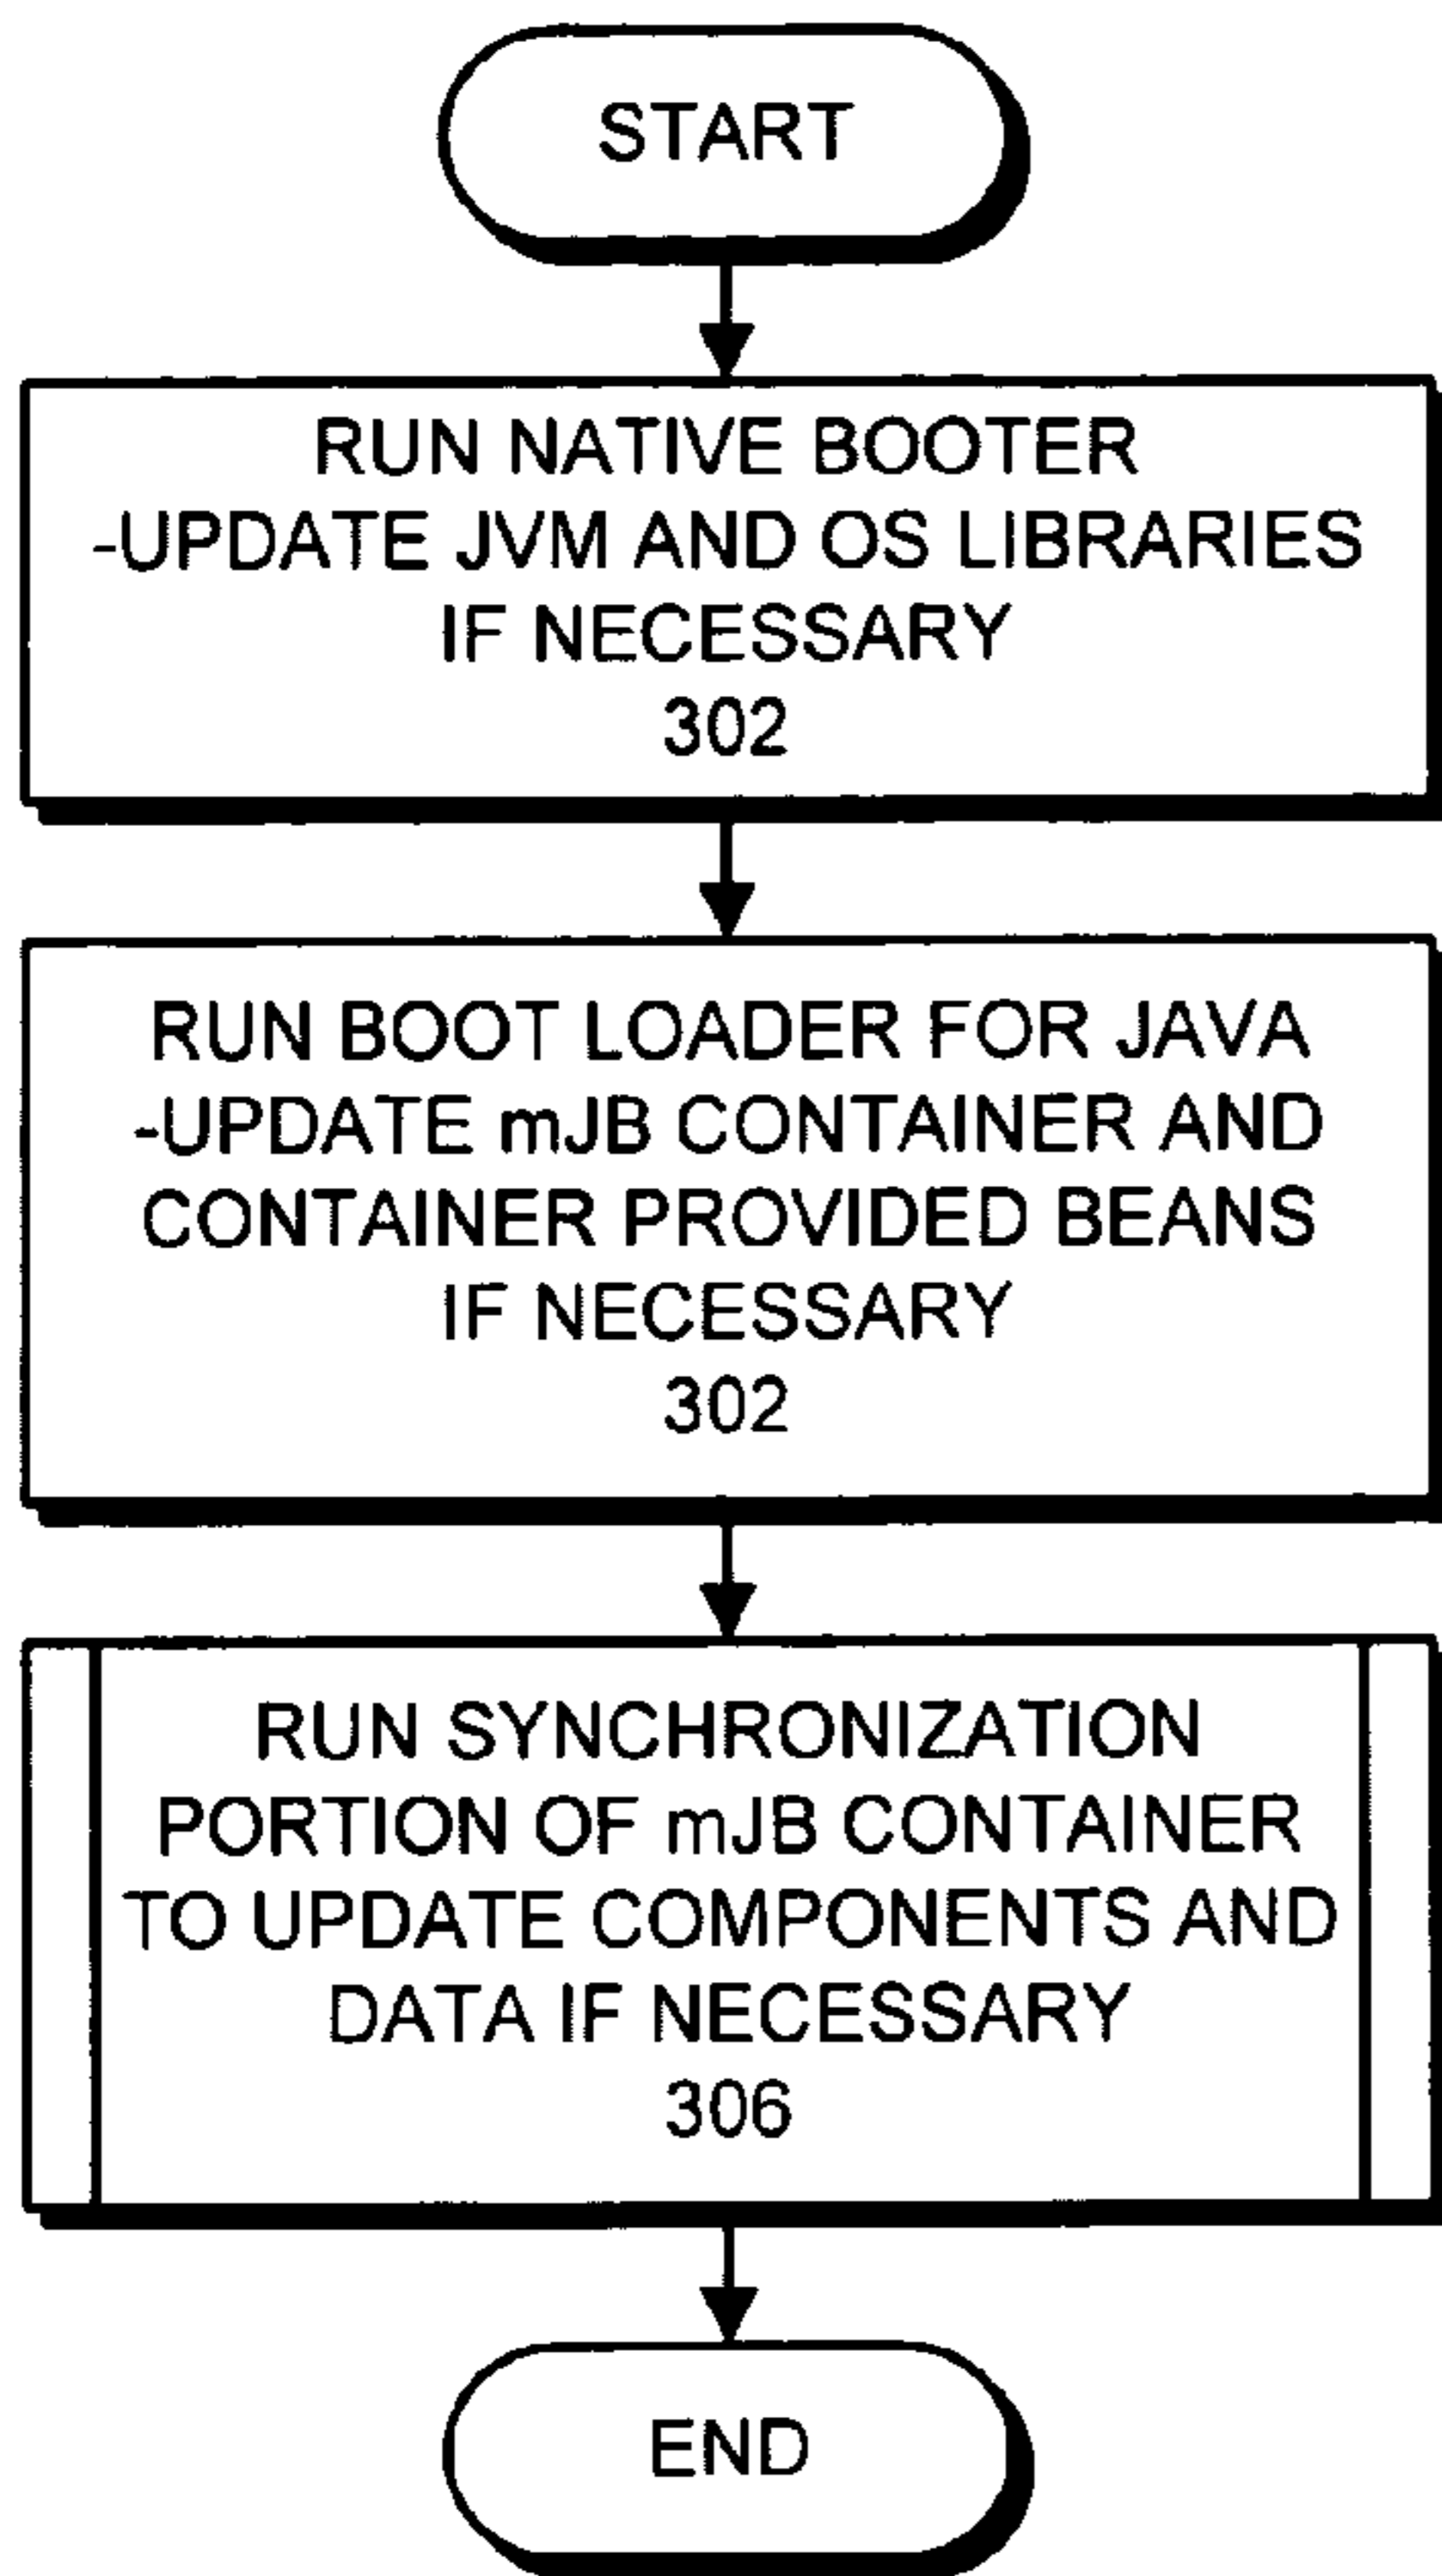 START
RUN NATIVE BOOTER
-UPDATE JVM AND OS LIBRARIES
IF NECESSARY
302
RUN BOOT LOADER FOR JAVA
-UPDATE mJB CONTAINER AND
CONTAINER PROVIDED BEANS
IF NECESSARY
302
RUN SYNCHRONIZATION
PORTION OF mJB CONTAINER
TO UPDATE COMPONENTS AND
DATA IF NECESSARY
306
END